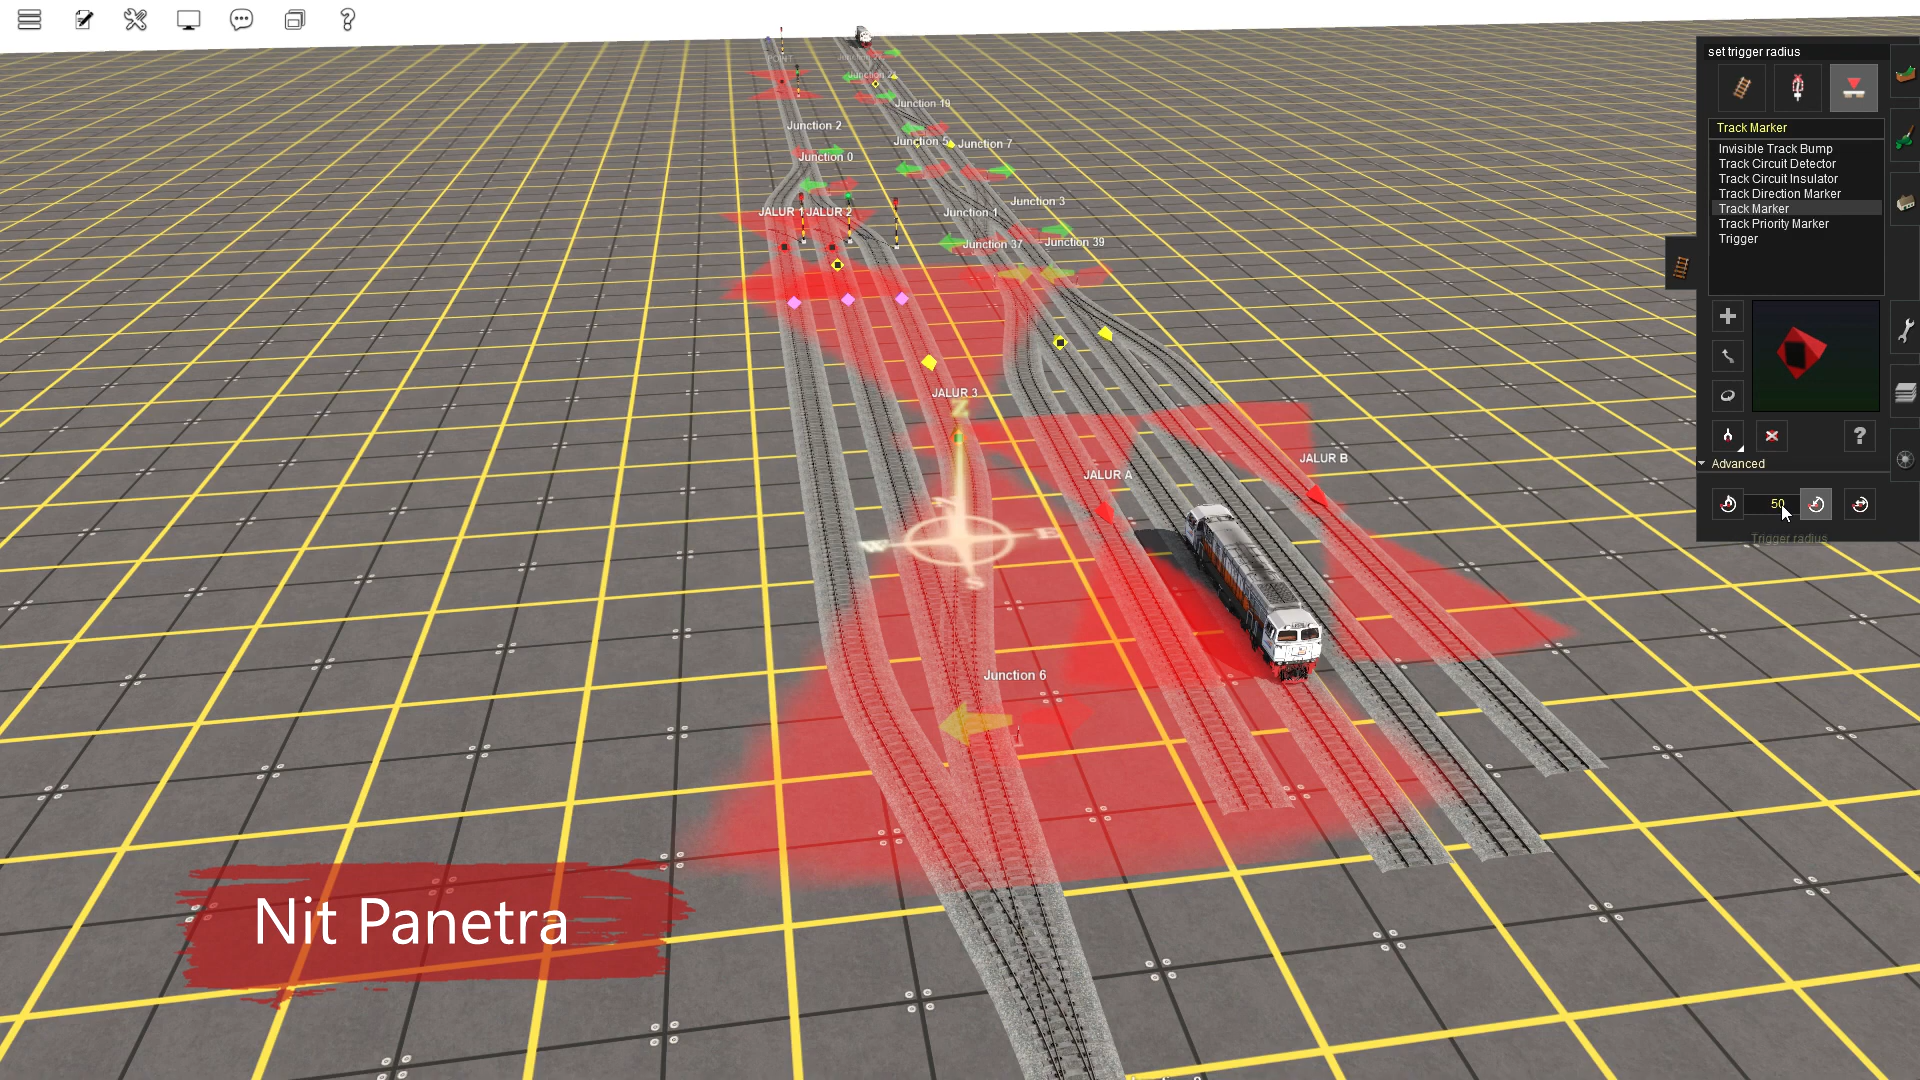 set trigger radius
Track Marker
Invisible Track Bump
Track Circuit Detector
Track Circuit Insulator
Track Direction Marker
Track Marker
Track Priority Marker
Trigger
Advanced
50
Trigger radius
POINT
Junction 19
Junction 2
Junction 5
Junction 7
Junction 0
Junction 3
JALUR 1
JALUR 2
Junction 1
Junction 37
Junction 39
JALUR 3
Z
JALUR B
JALUR A
N
W
E
S
Junction 6
Nit Panetra